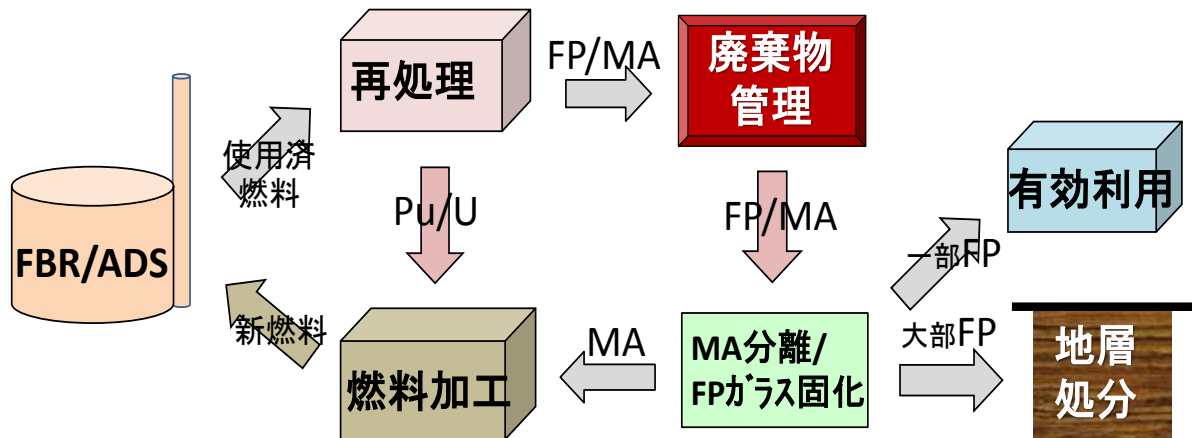 再処理
FP/MA
廃棄物
管理
使用済
燃料
Pu/U
FP/MA
有効利用
FBR/ADS
一部FP
新燃料
MA
MA分離/
FPガラス固化
大部FP
燃料加工
地層
処分